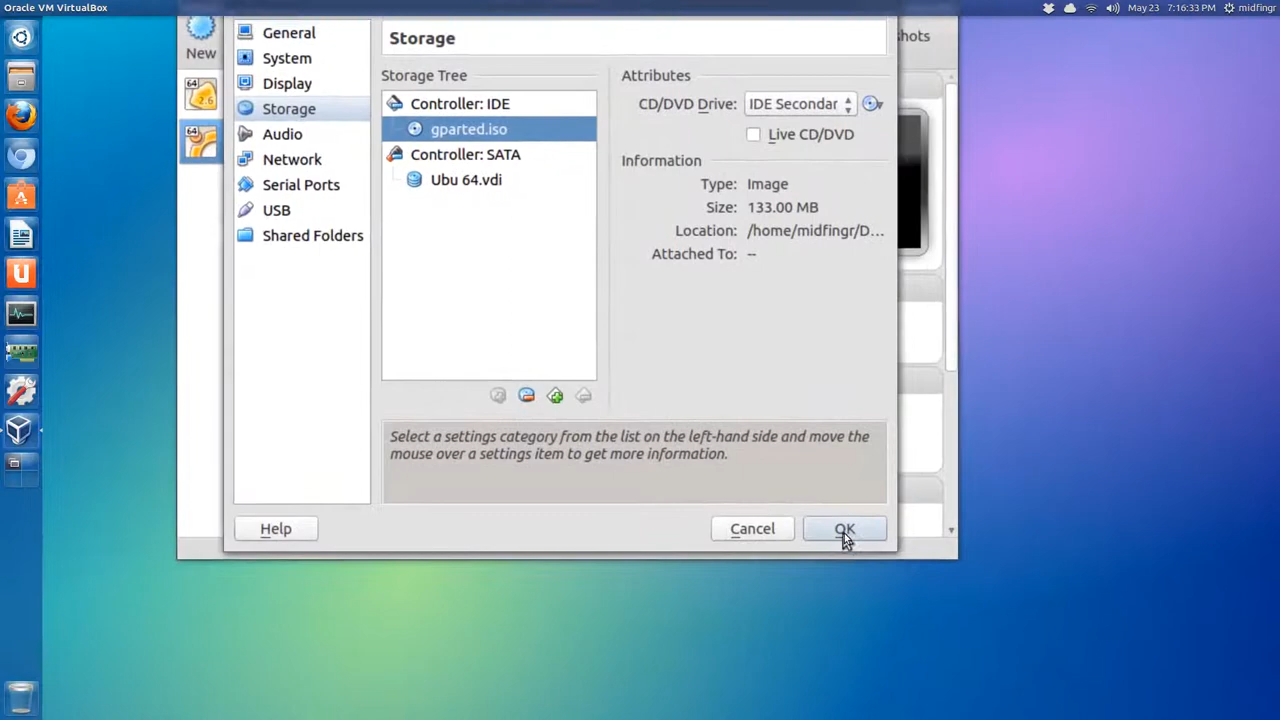 Oracle VM VirtualBox
May 23 7:16:33 PM midfingr
New
64
2.6
64
General
System
Display
Storage
Audio
Network
Serial Ports
USB
Shared Folders
Storage
Storage Tree
Controller: IDE
gparted.iso
Controller: SATA
Ubu 64.vdi
Attributes
CD/DVD Drive: IDE Secondar
Live CD/DVD
Information
Type: Image
Size: 133.00 MB
Location: /home/midfingr/D...
Attached To: --
Select a settings category from the list on the left-hand side and move the
mouse over a settings item to get more information.
Help
Cancel
OK
hots
U